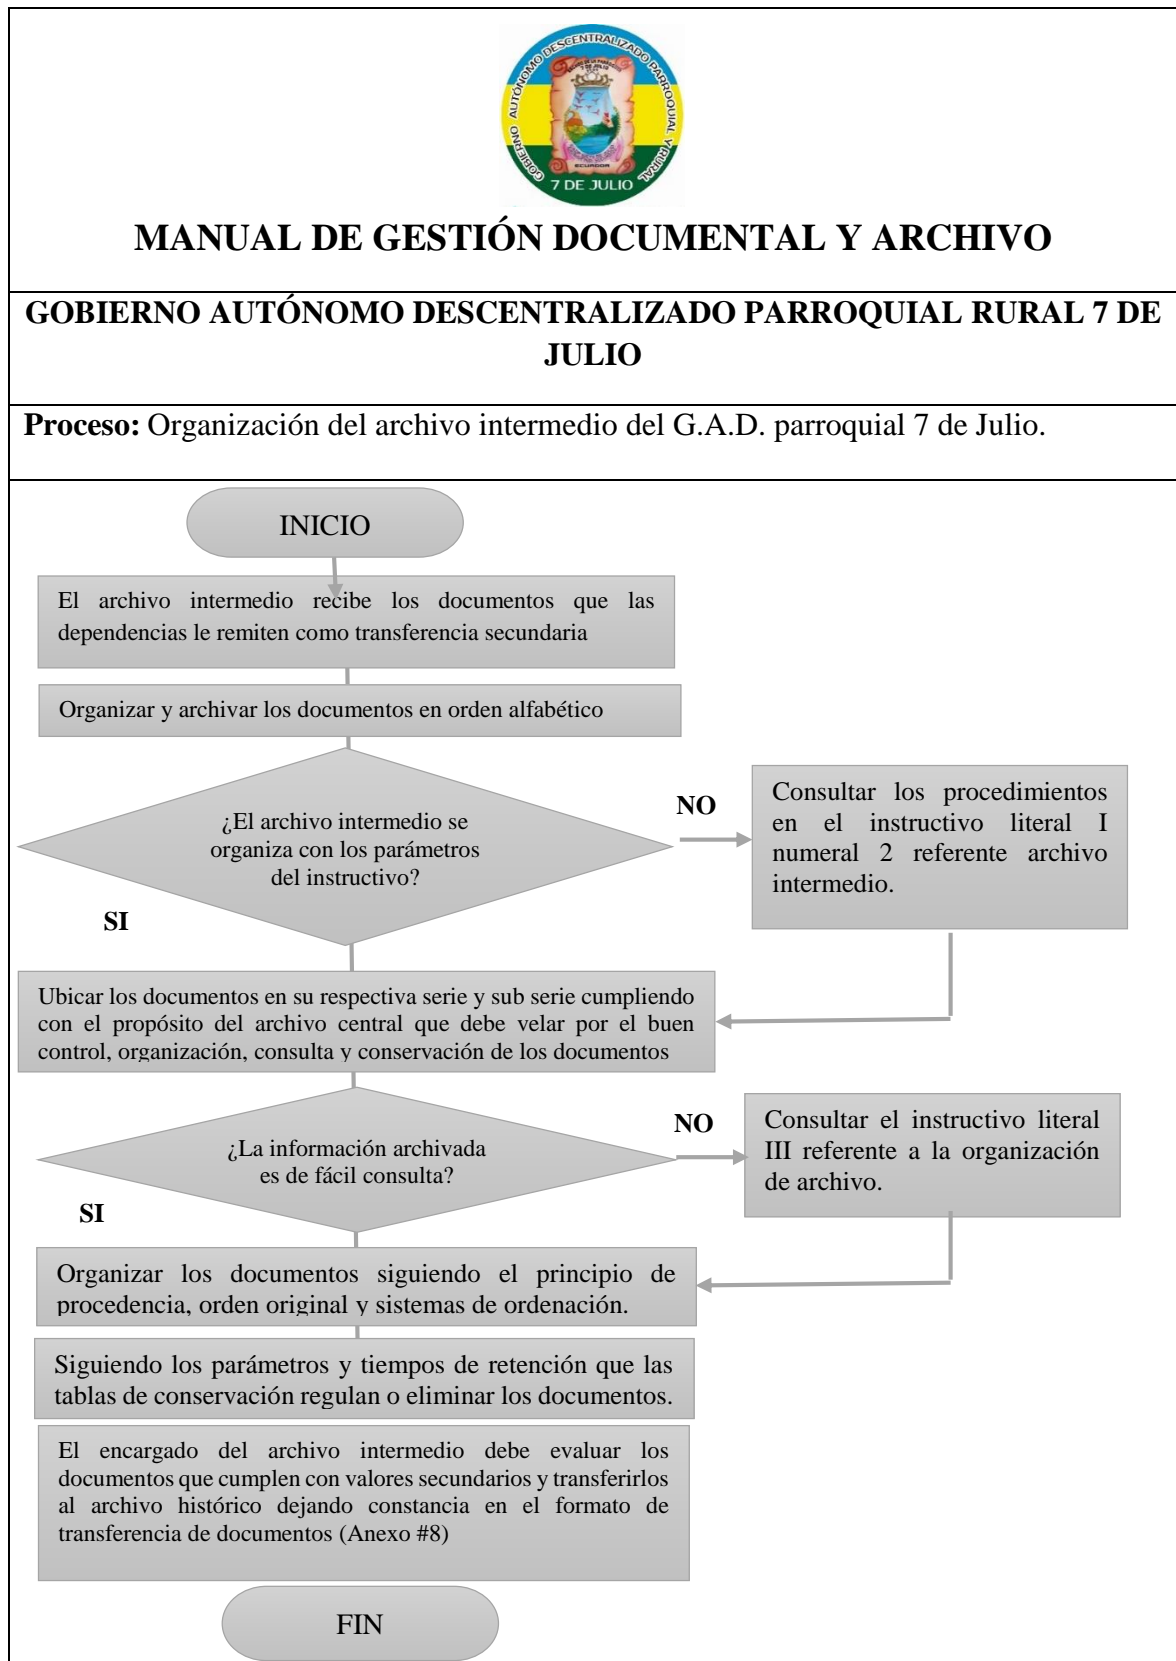 GOBIERNO AUTÓNOMO DESCENTRALIZADO PARROQUIAL Y RURAL
7 DE JULIO
ECUADOR
MANUAL DE GESTIÓN DOCUMENTAL Y ARCHIVO
GOBIERNO AUTÓNOMO DESCENTRALIZADO PARROQUIAL RURAL 7 DE
JULIO
Proceso: Organización del archivo intermedio del G.A.D. parroquial 7 de Julio.
INICIO
El archivo intermedio recibe los documentos que las
dependencias le remiten como transferencia secundaria
Organizar y archivar los documentos en orden alfabético
¿El archivo intermedio se
organiza con los parámetros
del instructivo?
NO
Consultar los procedimientos
en el instructivo literal I
numeral 2 referente archivo
intermedio.
SI
Ubicar los documentos en su respectiva serie y sub serie cumpliendo
con el propósito del archivo central que debe velar por el buen
control, organización, consulta y conservación de los documentos
¿La información archivada
es de fácil consulta?
NO
Consultar el instructivo literal
III referente a la organización
de archivo.
SI
Organizar los documentos siguiendo el principio de
procedencia, orden original y sistemas de ordenación.
Siguiendo los parámetros y tiempos de retención que las
tablas de conservación regulan o eliminar los documentos.
El encargado del archivo intermedio debe evaluar los
documentos que cumplen con valores secundarios y transferirlos
al archivo histórico dejando constancia en el formato de
transferencia de documentos (Anexo #8)
FIN